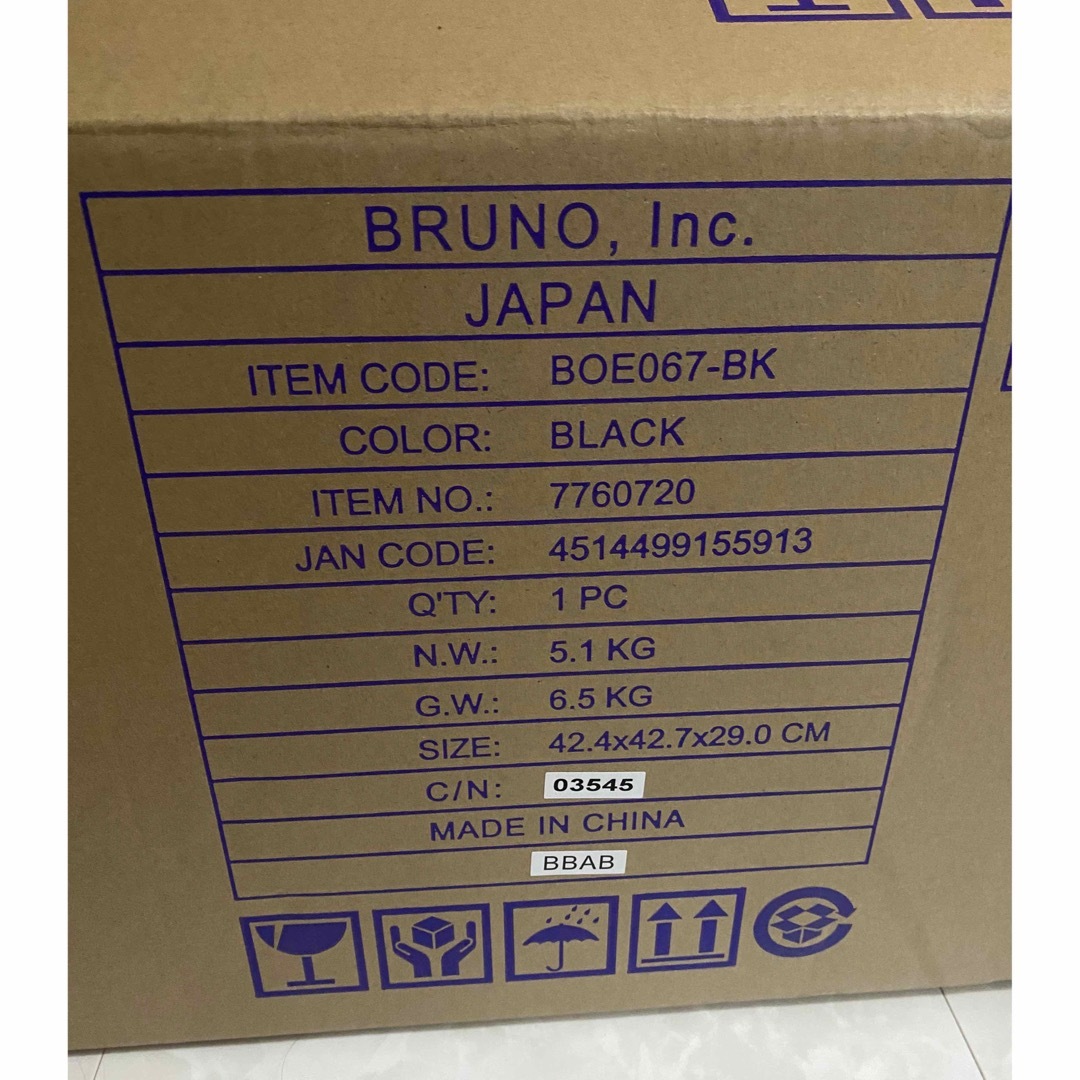 BRUNO, Inc.
JAPAN
ITEM CODE: BOE067-BK
COLOR: BLACK
ITEM NO.: 7760720
JAN CODE: 4514499155913
Q'TY: 1 PC
N.W.: 5.1 KG
G.W.: 6.5 KG
SIZE: 42.4x42.7x29.0 CM
C/N: 03545
MADE IN CHINA
BBAB